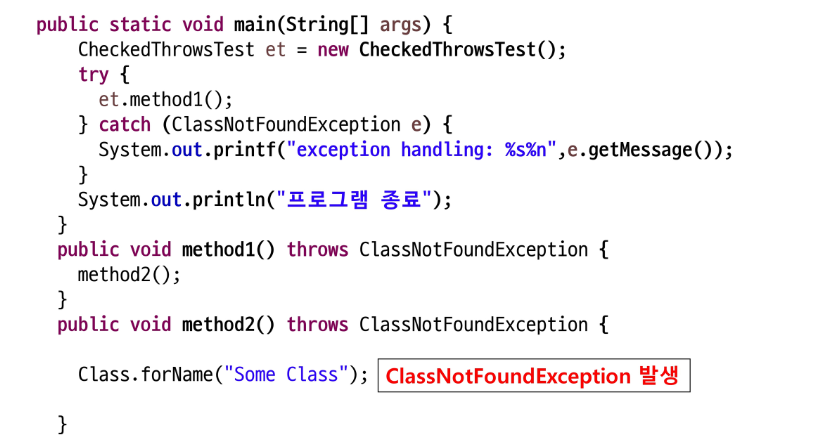 public static void main(String[] args) {
CheckedThrowsTest et = new CheckedThrowsTest();
try {
et.method1();
} catch (ClassNotFoundException e) {
System.out.printf("exception handling: %s%n",e.getMessage());
}
System.out.println("프로그램 종료");
}
public void method1() throws ClassNotFoundException {
method2();
}
public void method2() throws ClassNotFoundException {
Class.forName("Some Class"); ClassNotFoundException 발생
}